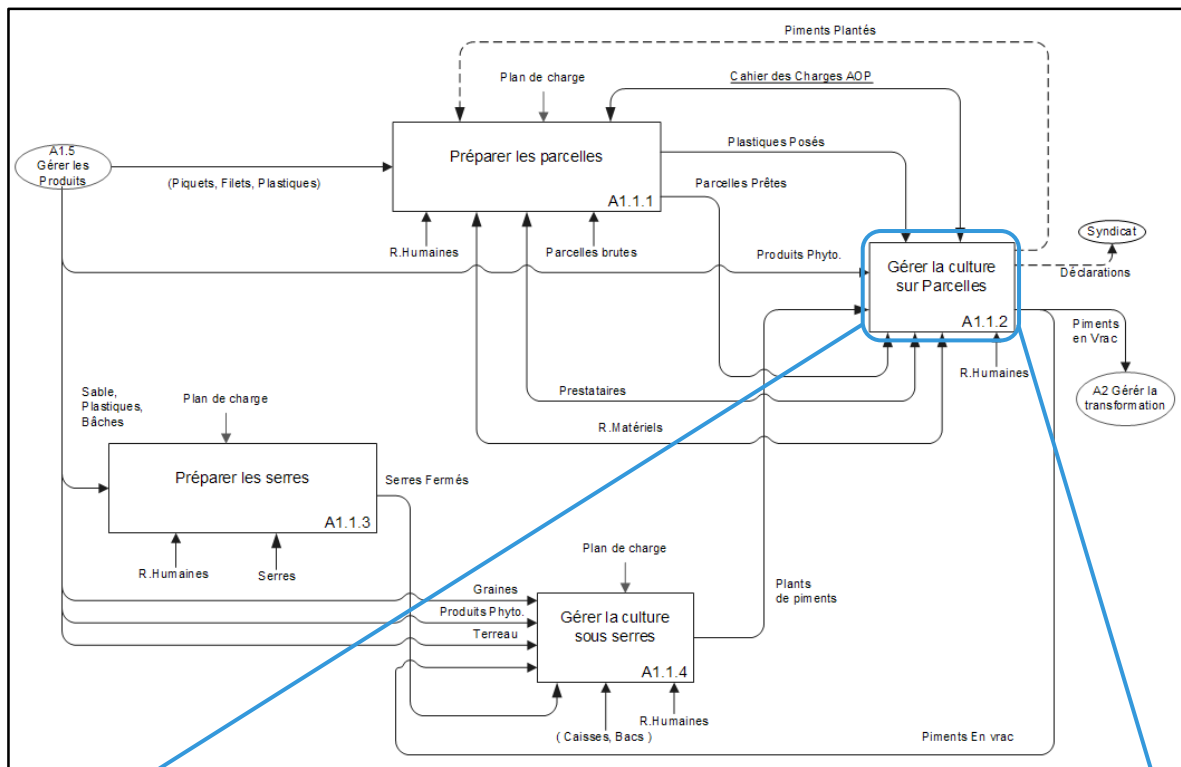 Piments Plantés
Plan de charge
Cahier des Charges AOP
A1.5
Gérer les
Produits
Préparer les parcelles
A1.1.1
Plastiques Posés
(Piquets, Filets, Plastiques)
Parcelles Prêtes
R.Humaines
Parcelles brutes
Produits Phyto.
Syndicat
Gérer la culture
sur Parcelles
A1.1.2
Déclarations
Piments
en Vrac
R.Humaines
A2 Gérér la
transformation
Sable,
Plastiques,
Bâches
Plan de charge
Prestataires
R.Matériels
Préparer les serres
A1.1.3
Serres Fermés
R.Humaines
Serres
Plan de charge
Graines
Produits Phyto.
Terreau
Gérer la culture
sous serres
A1.1.4
Plants
de piments
R.Humaines
( Caisses, Bacs )
Piments En vrac